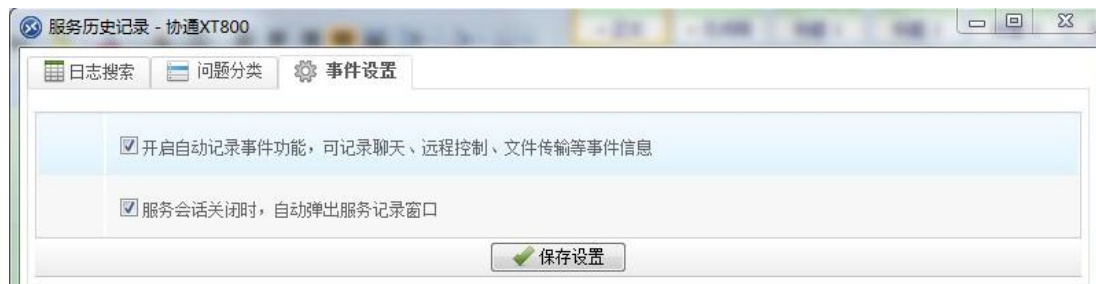 服务历史记录 - 协通XT800
日志搜索 问题分类 事件设置
开启自动记录事件功能，可记录聊天、远程控制、文件传输等事件信息
服务会话关闭时，自动弹出服务记录窗口
保存设置